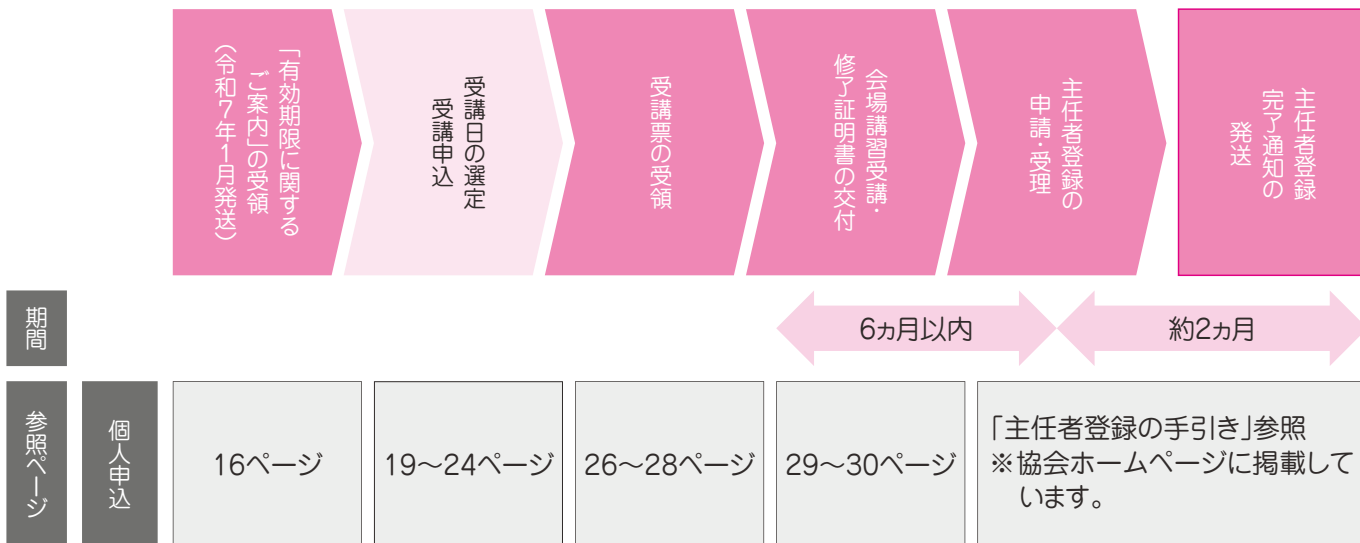 「有効期限に関する
ご案内」の受領
（令和7年1月発送）
受講日の選定
受講申込
受講票の受領
会場講習受講・
修了証明書の交付
主任者登録の
申請・受理
主任者登録
完了通知の
発送
期間
6ヵ月以内
約2ヵ月
参照ページ
個人申込
16ページ
19〜24ページ
26〜28ページ
29〜30ページ
「主任者登録の手引き」参照
※協会ホームページに掲載して
います。